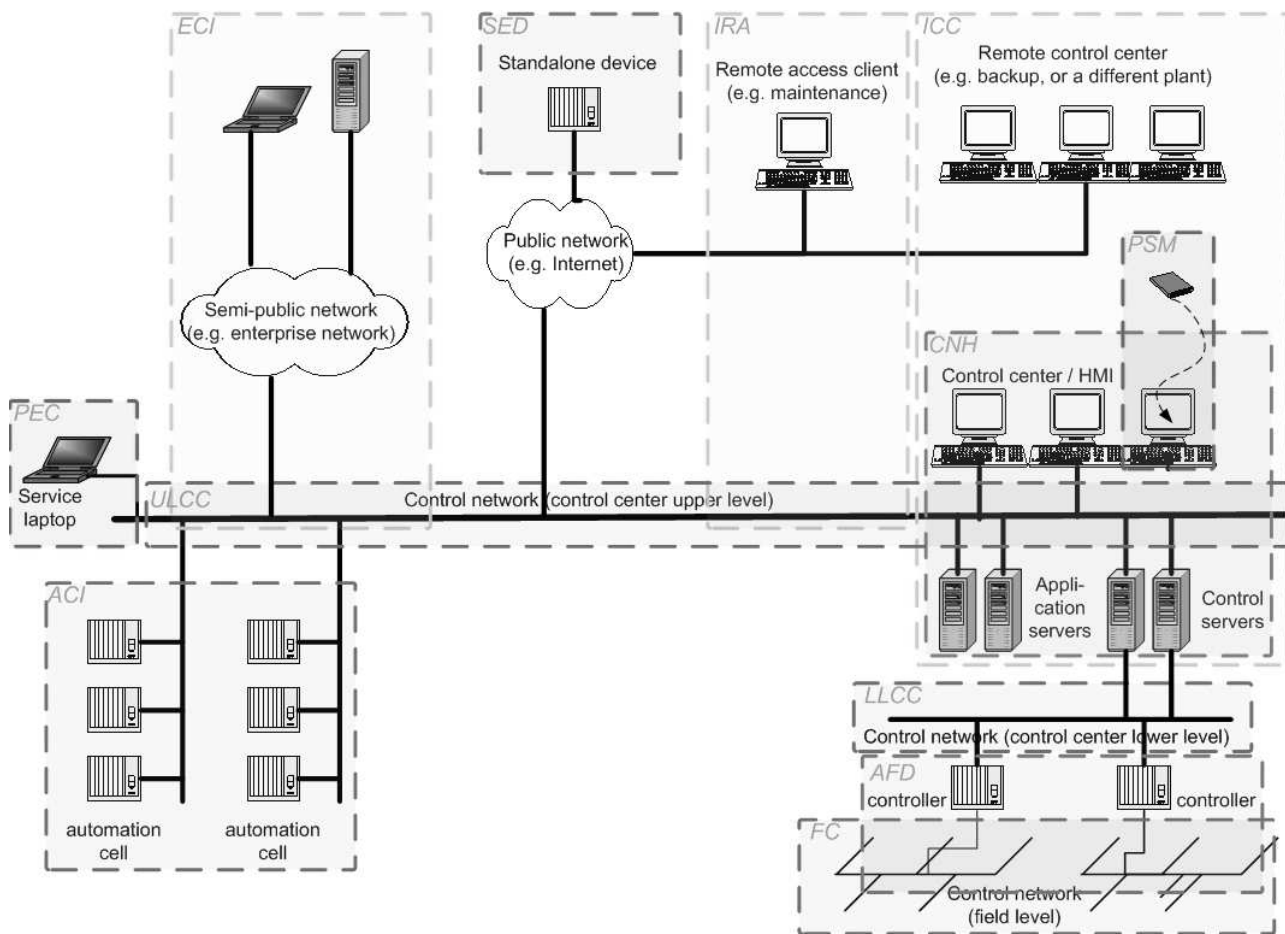 ECI
SED
Standalone device
IRA
Remote access client
(e.g. maintenance)
ICC
Remote control center
(e.g. backup, or a different plant)
Public network
(e.g. Internet)
PSM
Semi-public network
(e.g. enterprise network)
CNH
Control center / HMI
PEC
Service
laptop
ULCC
Control network (control center upper level)
ACI
automation
cell
automation
cell
Appli-
cation
servers
Control
servers
LLCC
Control network (control center lower level)
AFD
controller
controller
FC
Control network
(field level)